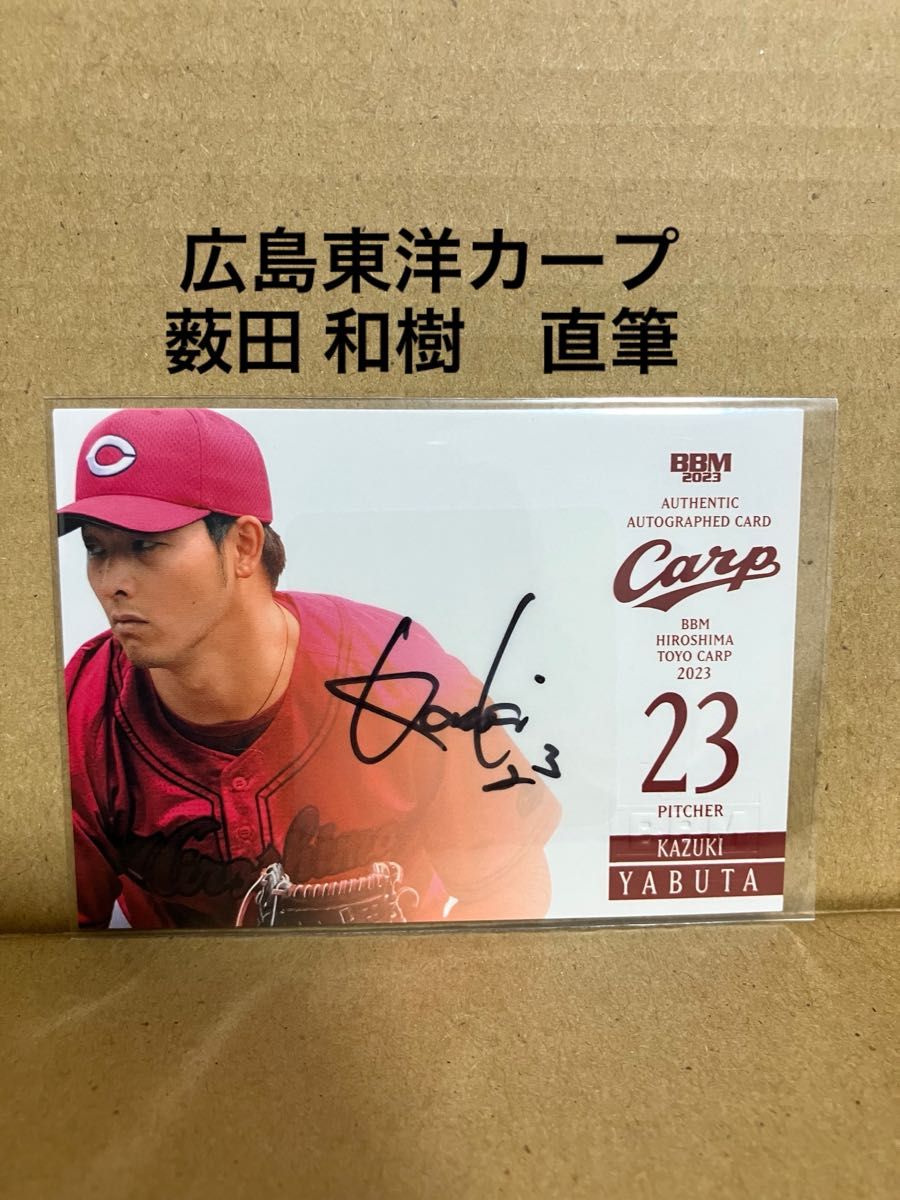 広島東洋カープ
薮田 和樹　直筆
BBM
2023
AUTHENTIC
AUTOGRAPHED CARD
Carp
BBM
HIROSHIMA
TOYO CARP
2023
23
PITCHER
KAZUKI
YABUTA
23